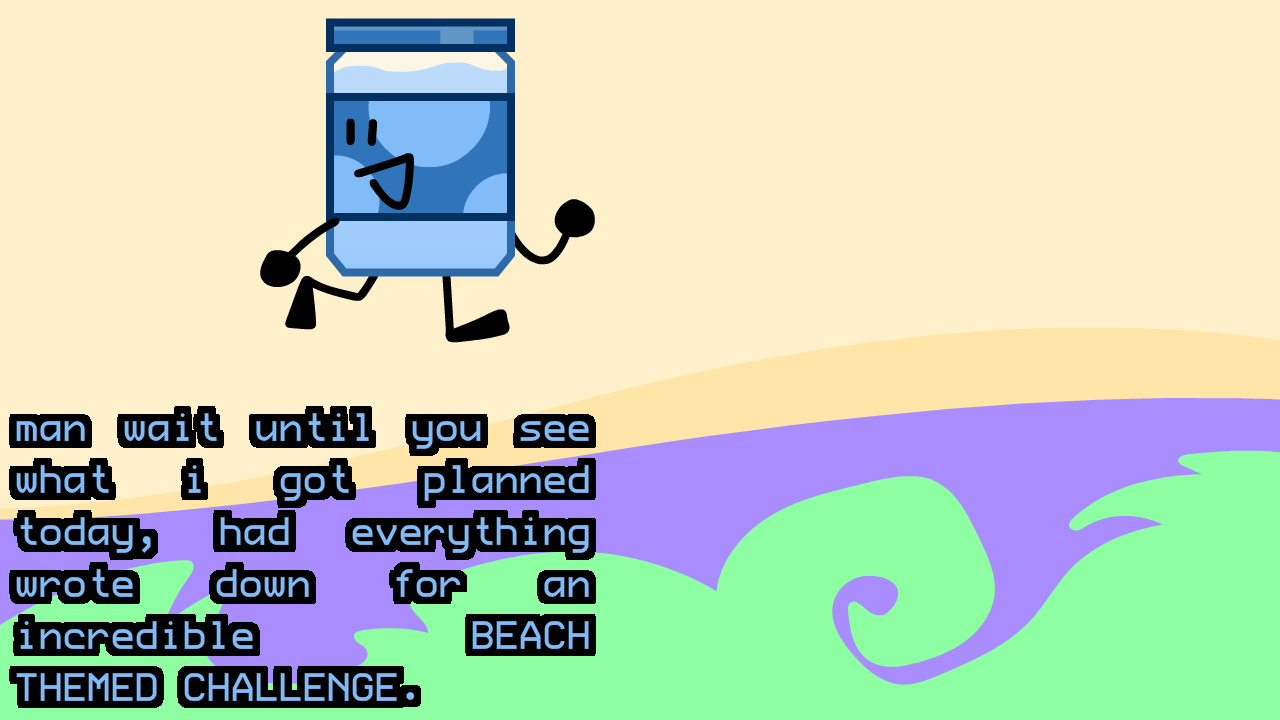 man wait until you see
what i got planned
today, had everything
wrote down for an
incredible BEACH
THEMED CHALLENGE.